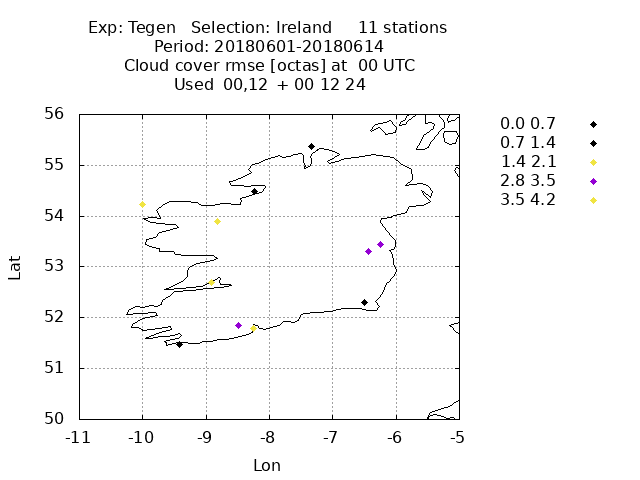 Exp: Tegen   Selection: Ireland     11 stations
Period: 20180601-20180614
Cloud cover rmse [octas] at  00 UTC
Used  00,12  + 00 12 24
0.0 0.7
0.7 1.4
1.4 2.1
2.8 3.5
3.5 4.2
56
55
54
53
52
51
50
Lat
-11 -10 -9 -8 -7 -6 -5
Lon